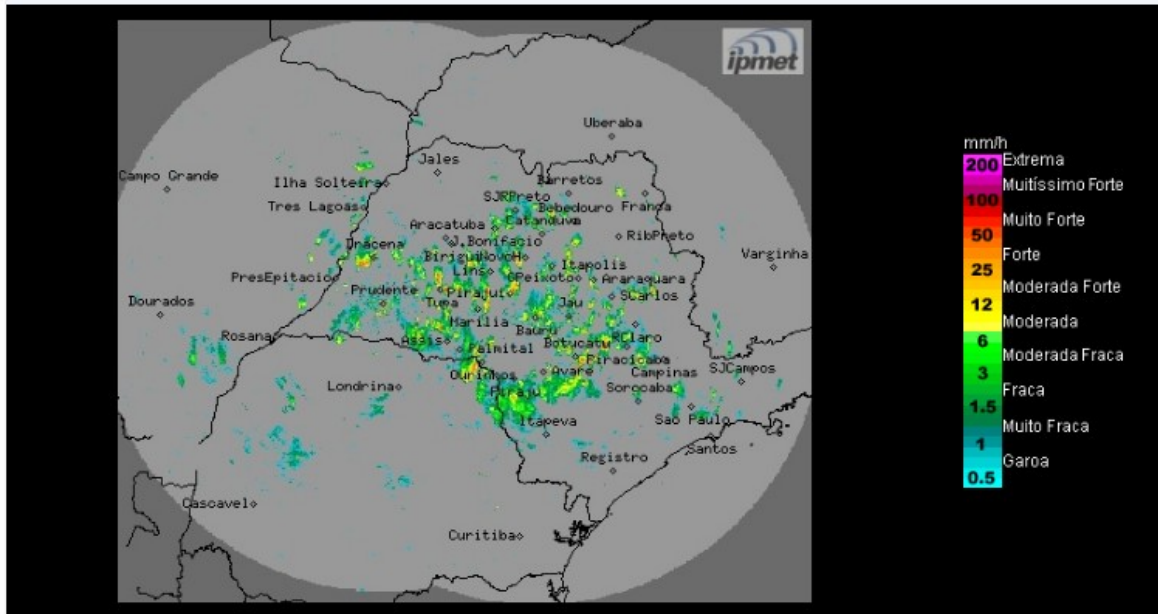 ipmet
Uberaba
Jales
Campo Grande
Ilha Solteira
Barretos
SJRPreto
Tres Lagoas
Bebedouro
Franca
Aracatuba
Catanduva
RibPreto
Dracena
J.Bonifacio
Varginha
Birigui
NovoH
PresEpitacio
Lins
Itapolis
GPeixoto
Araraquara
Prudente
Pirajui
SCarlos
Dourados
Tupa
Jau
Marilia
Bauru
Rosana
Assis
Botucatu
RClaro
Palmital
Piracicaba
Ourinhos
Avare
Campinas
SJCampos
Londrina
Piraju
Sorocaba
Itapeva
Sao Paulo
Santos
Registro
Cascavel
Curitiba
mm/h
200 Extrema
Muitíssimo Forte
100
Muito Forte
50
Forte
25
Moderada Forte
12
Moderada
6
Moderada Fraca
3
Fraca
1.5
Muito Fraca
1
Garoa
0.5